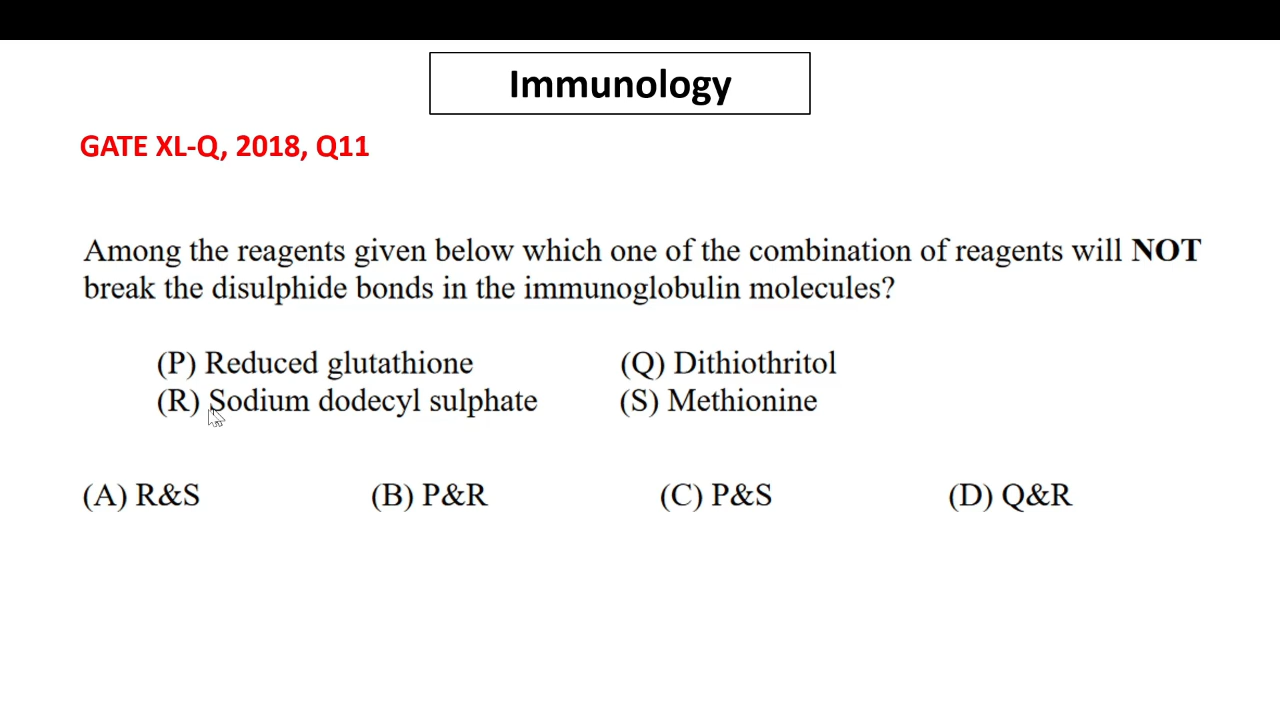 Immunology
GATE XL-Q, 2018, Q11
Among the reagents given below which one of the combination of reagents will NOT
break the disulphide bonds in the immunoglobulin molecules?
(P) Reduced glutathione (Q) Dithiothritol
(R) Sodium dodecyl sulphate (S) Methionine
(A) R&S (B) P&R (C) P&S (D) Q&R